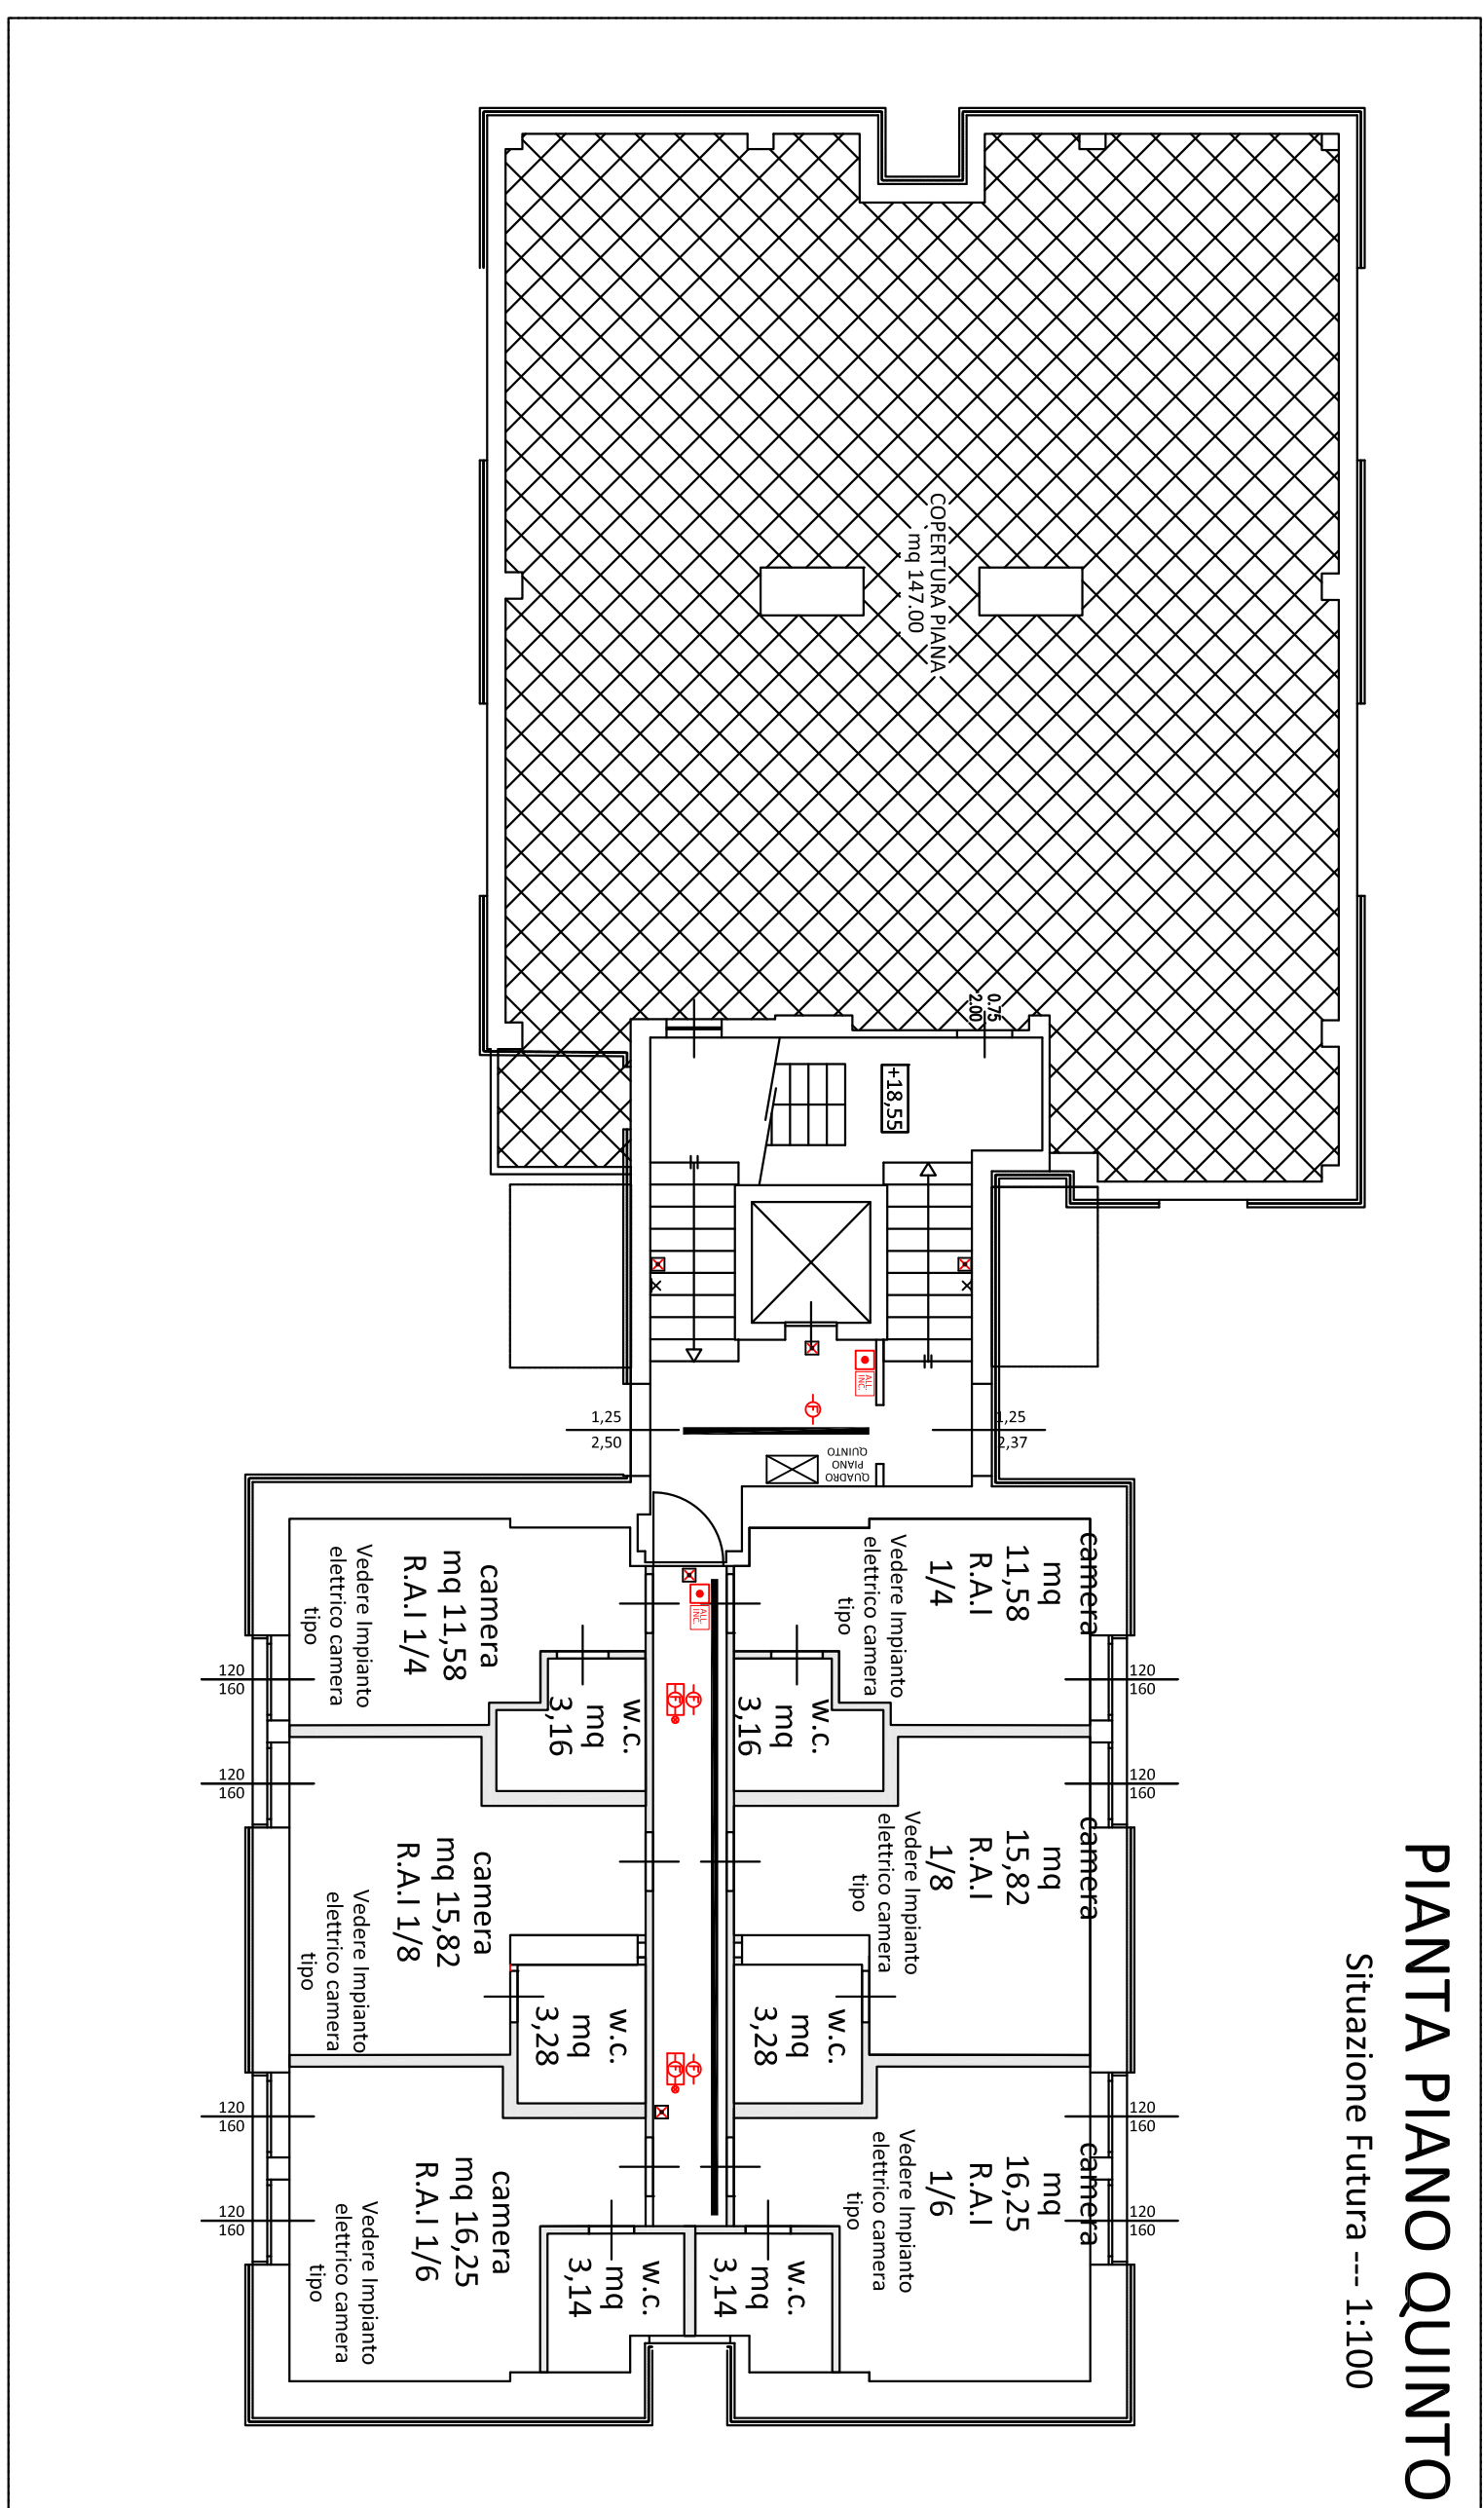 PIANTA PIANO QUINTO
Situazione Futura --- 1:100
COPERTURA PIANA
mq 147.00
0.75
2.00
+18,55
ALL.
INC.
1,25
2,50
1,25
2,37
QUADRO
PIANO
QUINTO
F
camera
mq
11,58
R.A.I
1/4
Vedere Impianto
elettrico camera
tipo
camera
mq 11,58
R.A.I 1/4
Vedere Impianto
elettrico camera
tipo
ALL.
INC.
w.c.
mq
3,16
w.c.
mq
3,16
F
F
120
160
120
160
120
160
120
160
camera
mq
15,82
R.A.I
1/8
Vedere Impianto
elettrico camera
tipo
camera
mq 15,82
R.A.I 1/8
Vedere Impianto
elettrico camera
tipo
w.c.
mq
3,28
w.c.
mq
3,28
F
F
120
160
120
160
120
160
120
160
camera
mq
16,25
R.A.I
1/6
Vedere Impianto
elettrico camera
tipo
camera
mq 16,25
R.A.I 1/6
Vedere Impianto
elettrico camera
tipo
w.c.
mq
3,14
w.c.
mq
3,14